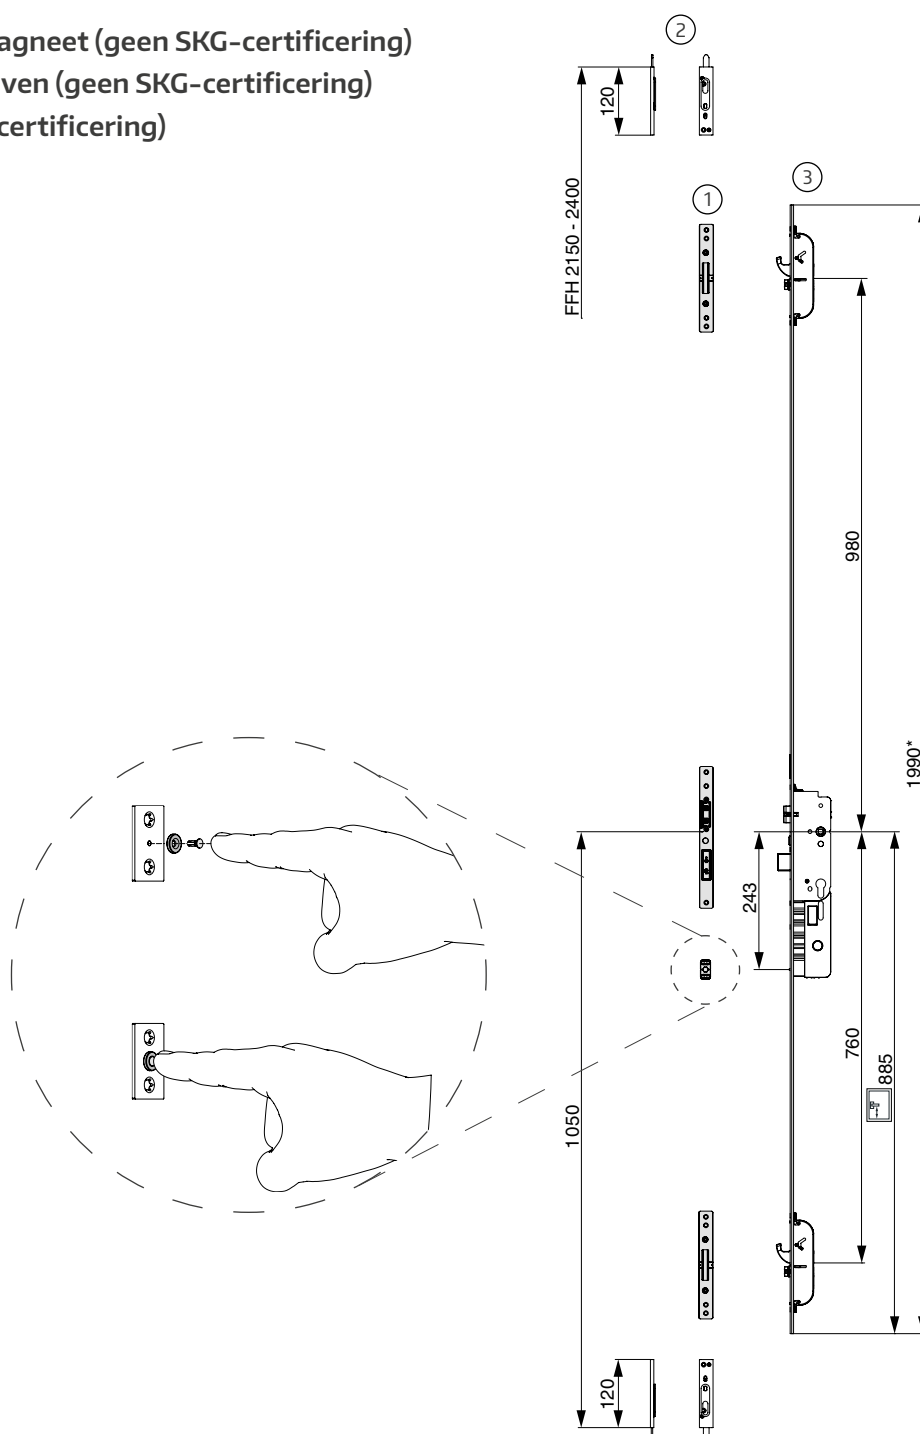 agneet (geen SKG-certificering)
ven (geen SKG-certificering)
certificering)
2
120
FFH 2150 - 2400
1
3
980
1990*
243
760
885
1050
120